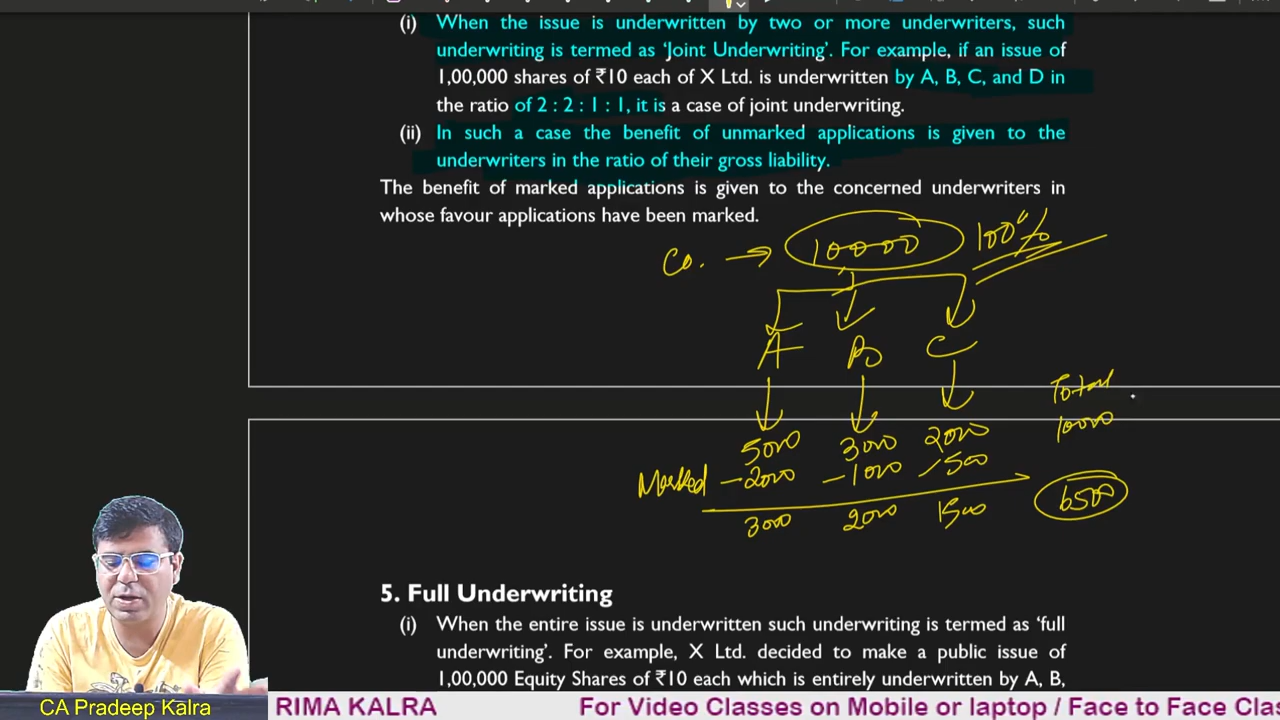 (i) When the issue is underwritten by two or more underwriters, such
underwriting is termed as ‘Joint Underwriting’. For example, if an issue of
1,00,000 shares of ₹10 each of X Ltd. is underwritten by A, B, C, and D in
the ratio of 2 : 2 : 1 : 1, it is a case of joint underwriting.
(ii) In such a case the benefit of unmarked applications is given to the
underwriters in the ratio of their gross liability.
The benefit of marked applications is given to the concerned underwriters in
whose favour applications have been marked.
Co. → 10000 100%
A B C
Total
5000 3000 2000 10000
Marked -2000 -1000 -500
3000 2000 1500 6500
5. Full Underwriting
(i) When the entire issue is underwritten such underwriting is termed as ‘full
underwriting’. For example, X Ltd. decided to make a public issue of
1,00,000 Equity Shares of ₹10 each which is entirely underwritten by A, B,
CA Pradeep Kalra
RIMA KALRA For Video Classes on Mobile or laptop / Face to Face Clas